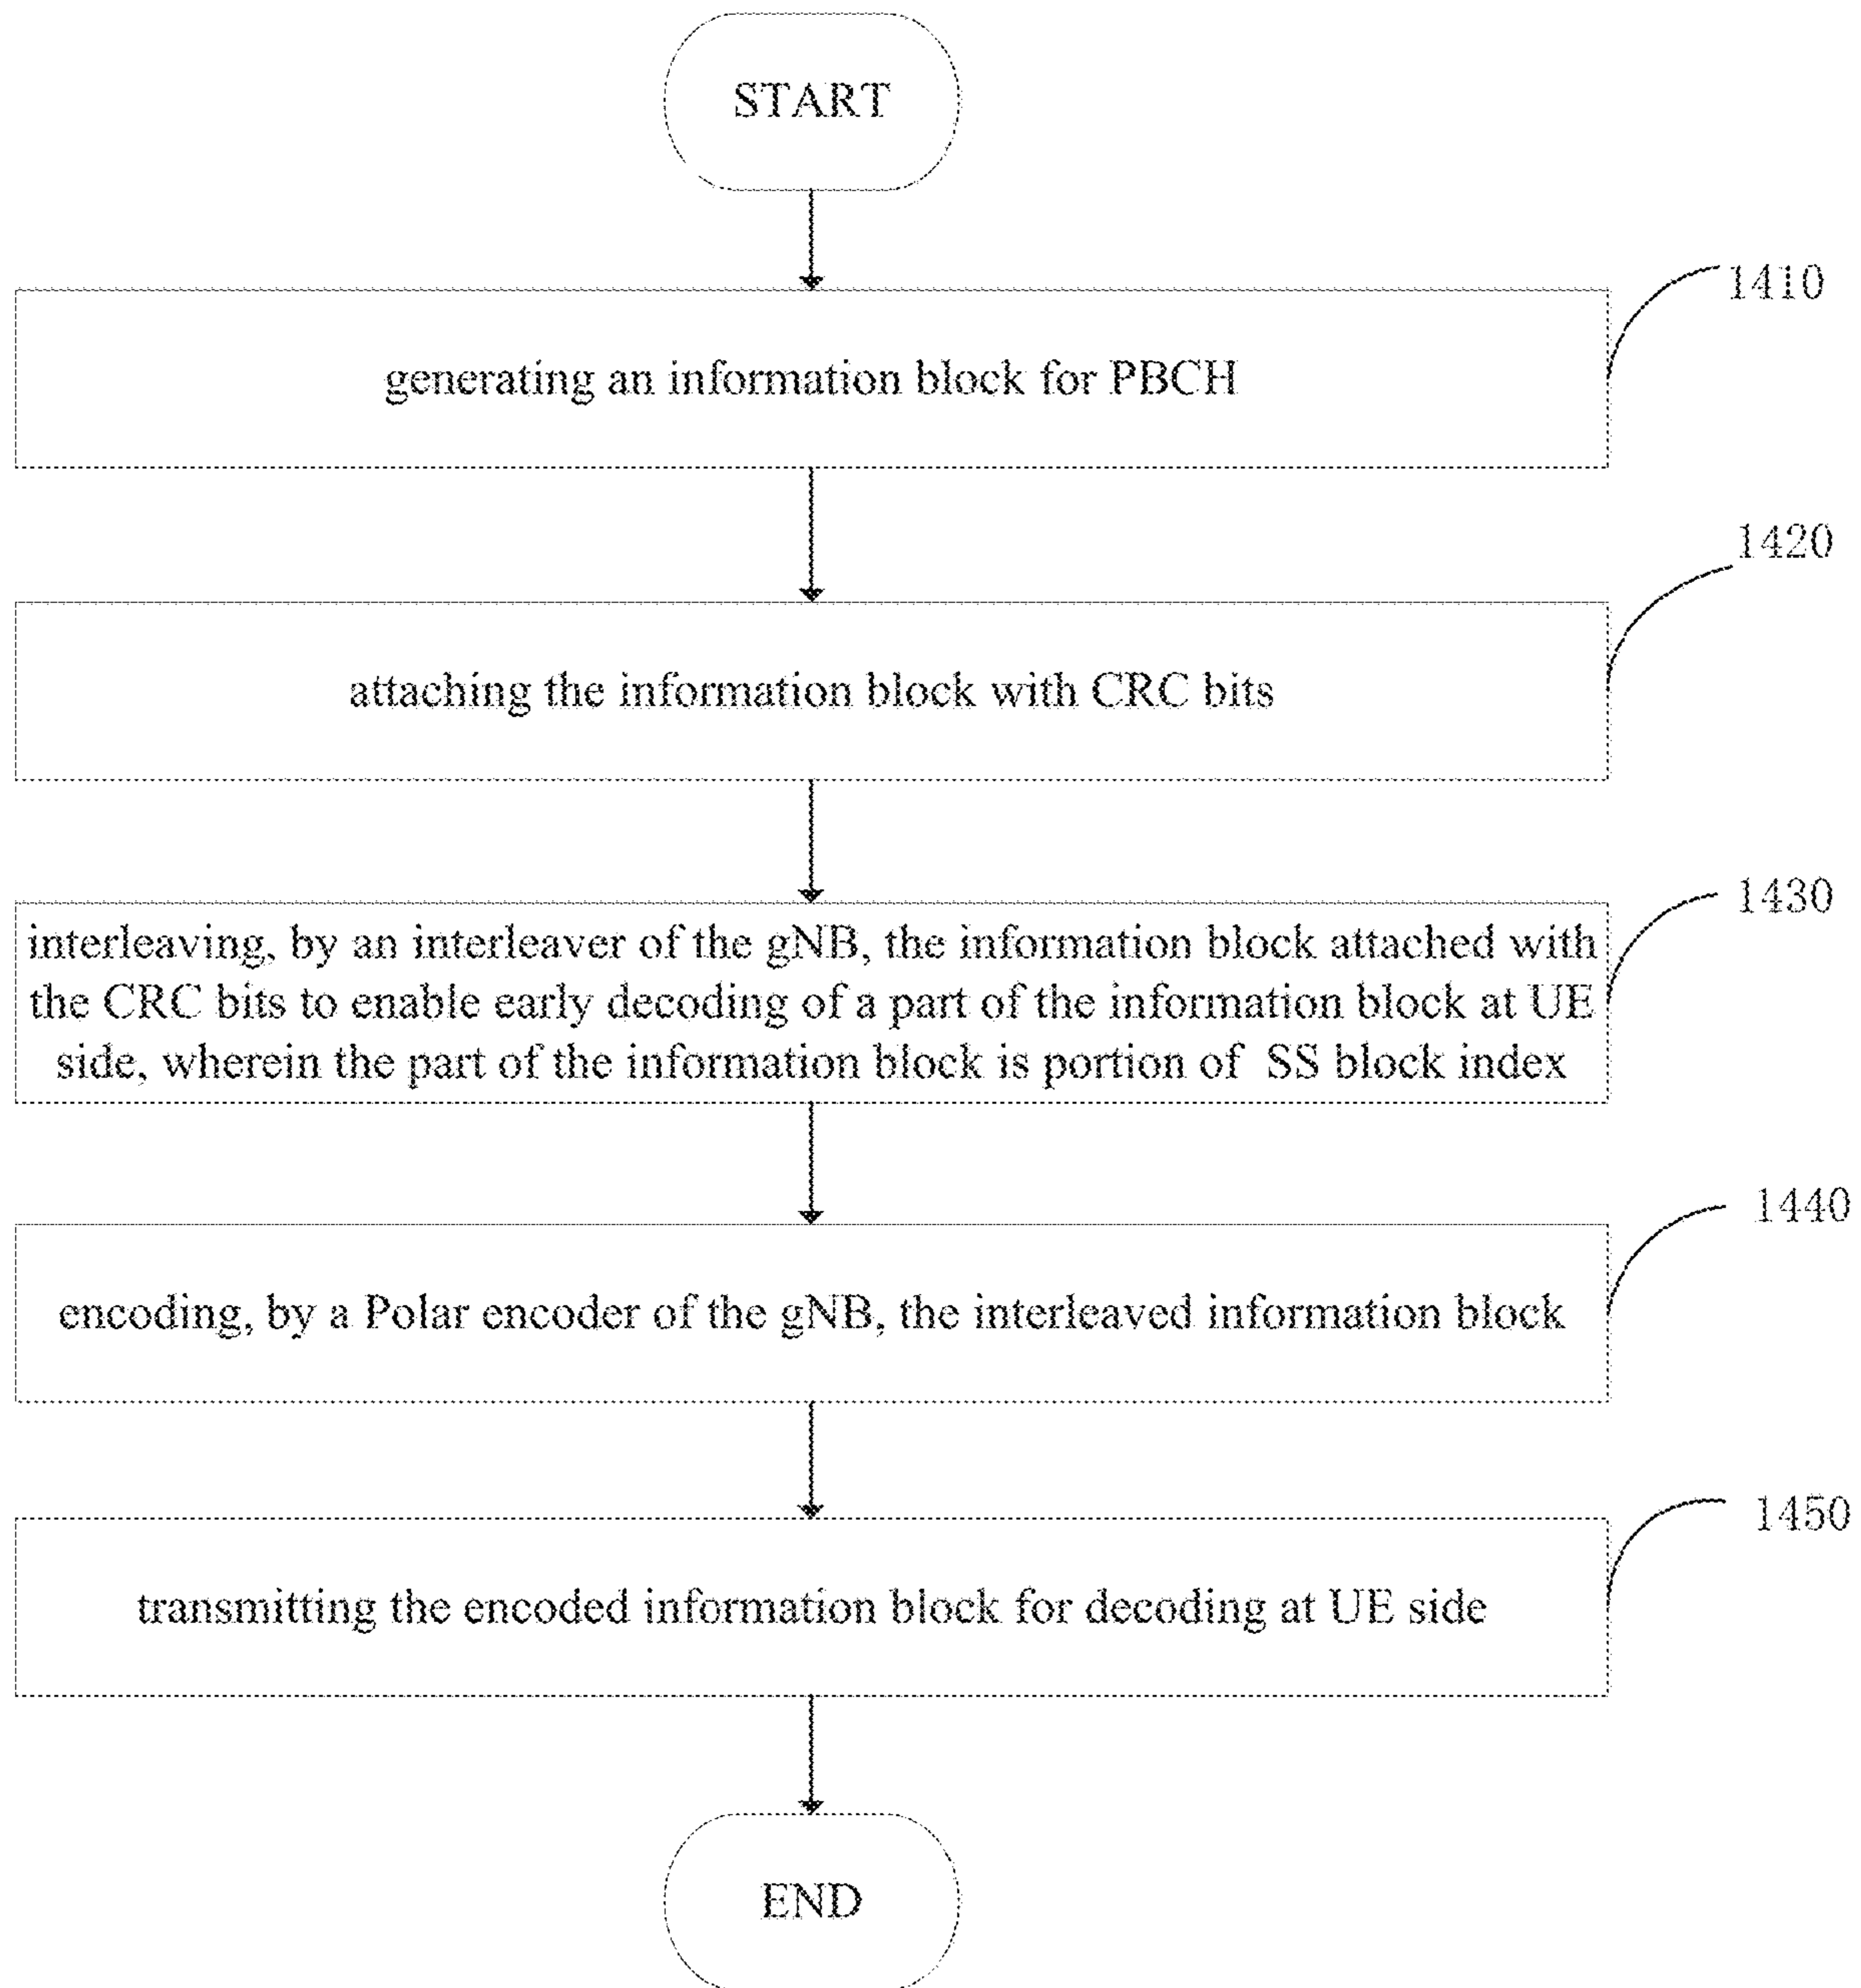 START
1410
generating an information block for PBCH
1420
attaching the information block with CRC bits
1430
interleaving, by an interleaver of the gNB, the information block attached with
the CRC bits to enable early decoding of a part of the information block at UE
side, wherein the part of the information block is portion of SS block index
1440
encoding, by a Polar encoder of the gNB, the interleaved information block
1450
transmitting the encoded information block for decoding at UE side
END